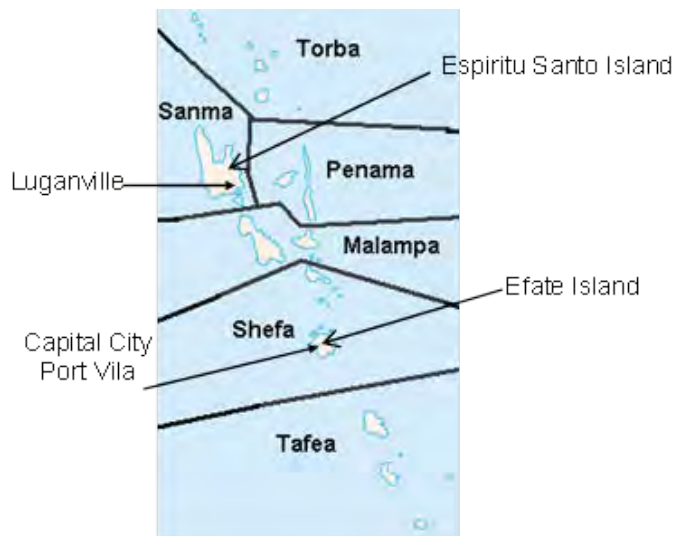 Torba
Espiritu Santo Island
Sanma
Penama
Luganville
Malampa
Efate Island
Shefa
Capital City
Port Vila
Tafea